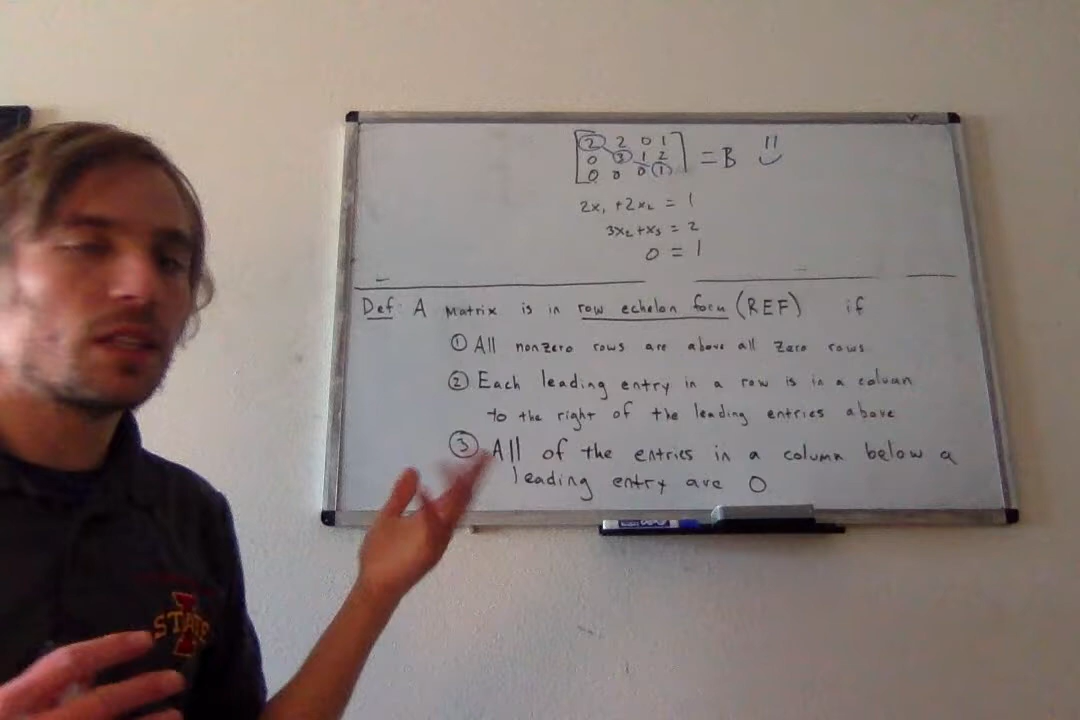 2 2 0 1
0 3 1 2 = B
0 0 0 1
2x₁ + 2x₂ = 1
3x₂ + x₃ = 2
0 = 1
Def: A matrix is in row echelon form (REF) if
① All nonzero rows are above all zero rows
② Each leading entry in a row is in a column
to the right of the leading entries above
③ All of the entries in a column below a
leading entry are 0
STATE